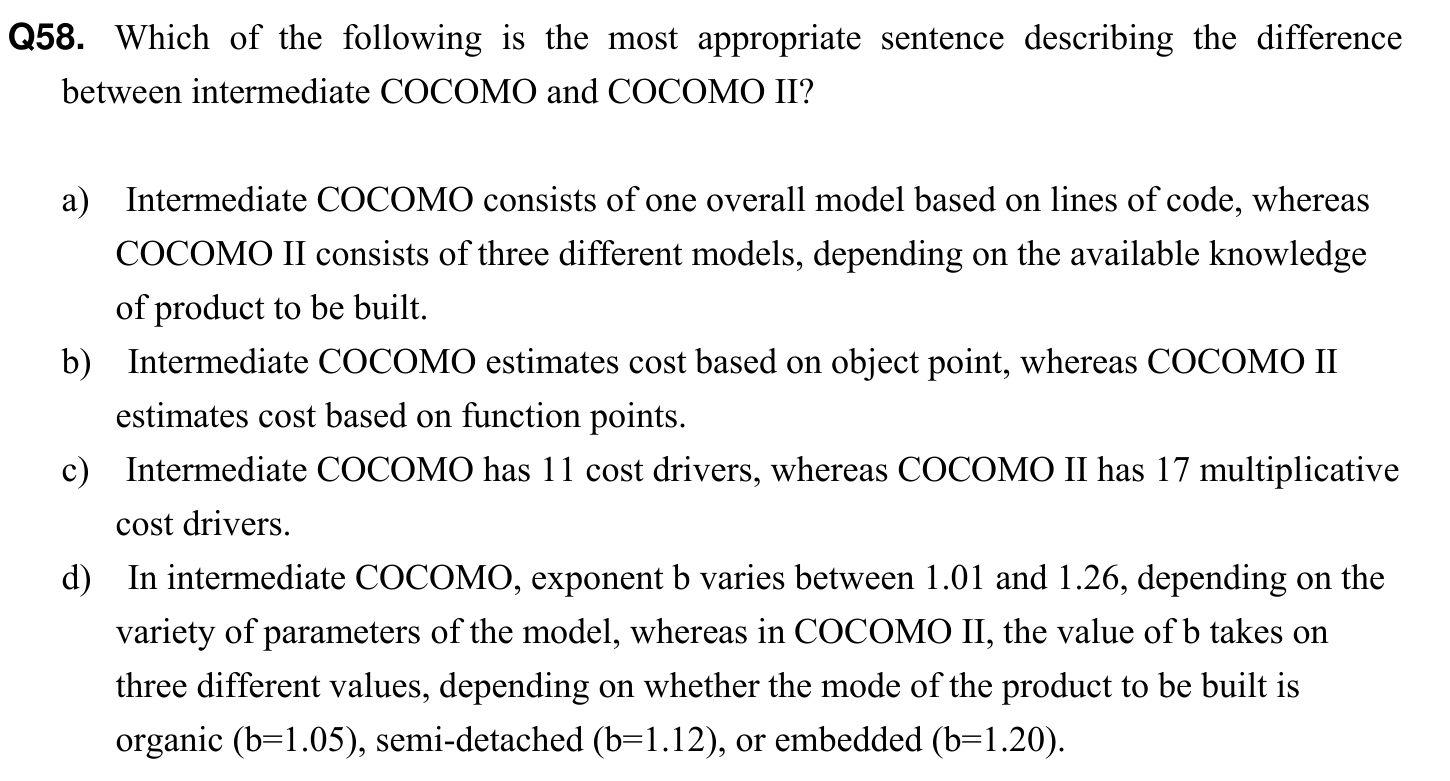 Q58. Which of the following is the most appropriate sentence describing the difference
between intermediate COCOMO and COCOMO II?
a) Intermediate COCOMO consists of one overall model based on lines of code, whereas
COCOMO II consists of three different models, depending on the available knowledge
of product to be built.
b) Intermediate COCOMO estimates cost based on object point, whereas COCOMO II
estimates cost based on function points.
c) Intermediate COCOMO has 11 cost drivers, whereas COCOMO II has 17 multiplicative
cost drivers.
d) In intermediate COCOMO, exponent b varies between 1.01 and 1.26, depending on the
variety of parameters of the model, whereas in COCOMO II, the value of b takes on
three different values, depending on whether the mode of the product to be built is
organic (b=1.05), semi-detached (b=1.12), or embedded (b=1.20).